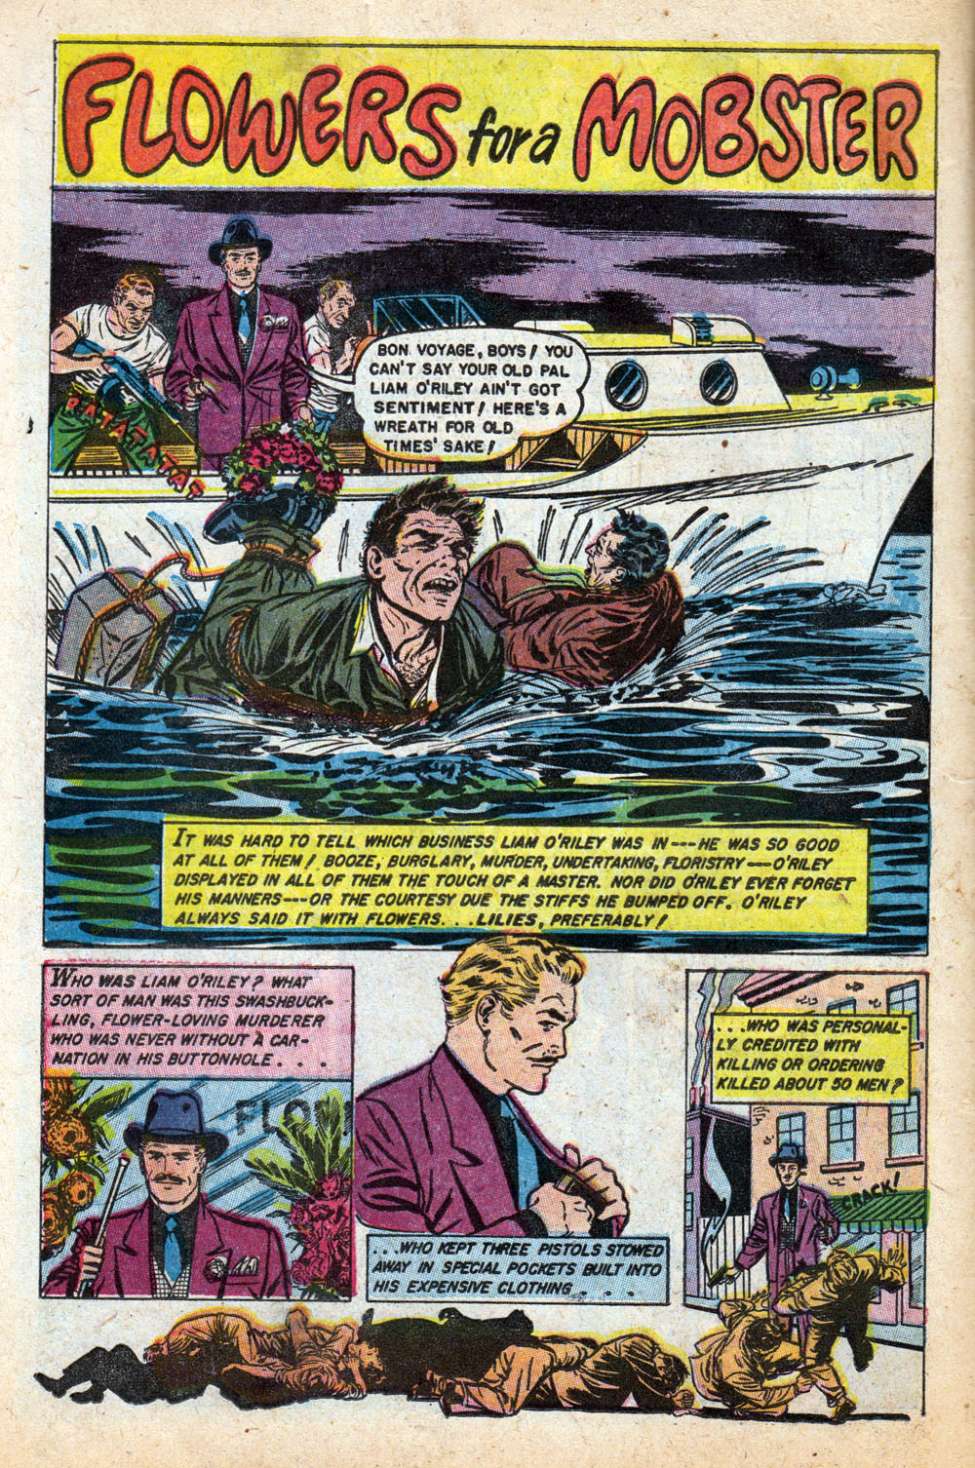 FLOWERS for a MOBSTER
BON VOYAGE, BOYS! YOU
CAN'T SAY YOUR OLD PAL
LIAM O'RILEY AIN'T GOT
SENTIMENT! HERE'S A
WREATH FOR OLD
TIMES' SAKE!
RATATATAT
IT WAS HARD TO TELL WHICH BUSINESS LIAM O'RILEY WAS IN---HE WAS SO GOOD
AT ALL OF THEM! BOOZE, BURGLARY, MURDER, UNDERTAKING, FLORISTRY---O'RILEY
DISPLAYED IN ALL OF THEM THE TOUCH OF A MASTER. NOR DID O'RILEY EVER FORGET
HIS MANNERS---OR THE COURTESY DUE THE STIFFS HE BUMPED OFF. O'RILEY
ALWAYS SAID IT WITH FLOWERS. . .LILIES, PREFERABLY!
WHO WAS LIAM O'RILEY? WHAT
SORT OF MAN WAS THIS SWASHBUCK-
LING, FLOWER-LOVING MURDERER
WHO WAS NEVER WITHOUT A CAR-
NATION IN HIS BUTTONHOLE . . .
FLO
. . .WHO KEPT THREE PISTOLS STOWED
AWAY IN SPECIAL POCKETS BUILT INTO
HIS EXPENSIVE CLOTHING . . .
. . .WHO WAS PERSONAL-
LY CREDITED WITH
KILLING OR ORDERING
KILLED ABOUT 50 MEN?
CRACK!